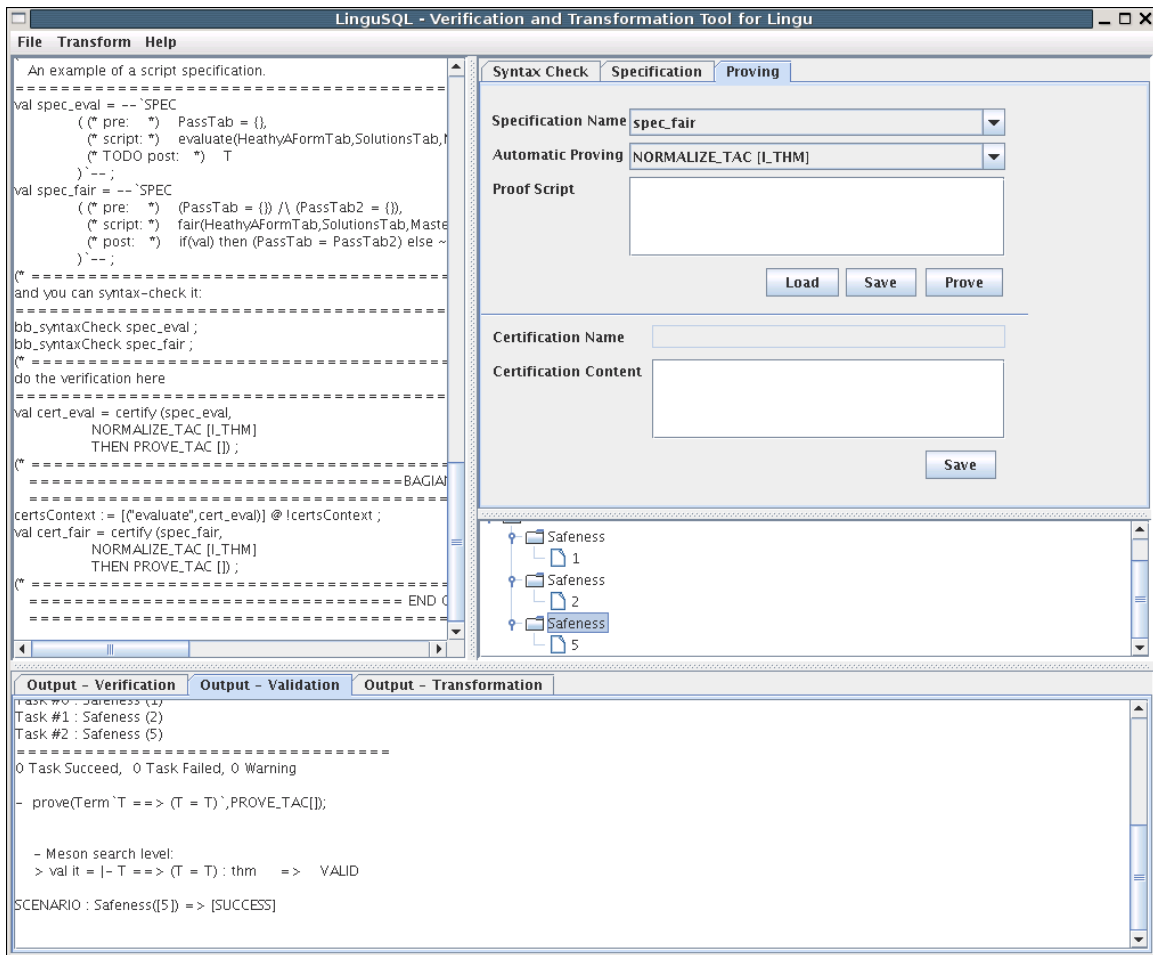 LinguSQL - Verification and Transformation Tool for Lingu
File Transform Help
An example of a script specification.
=====================================
val spec_eval = --`SPEC
( (* pre: *) PassTab = {},
(* script: *) evaluate(HeathyAFormTab,SolutionsTab,
(* TODO post: *) T
)`-- ;
val spec_fair = --`SPEC
( (* pre: *) (PassTab = {}) /\ (PassTab2 = {}),
(* script: *) fair(HeathyAFormTab,SolutionsTab,Maste
(* post: *) if(val) then (PassTab = PassTab2) else ~
)`-- ;
(* ===================================
and you can syntax-check it:
=====================================
bb_syntaxCheck spec_eval ;
bb_syntaxCheck spec_fair ;
(* ===================================
do the verification here
=====================================
val cert_eval = certify (spec_eval,
NORMALIZE_TAC [I_THM]
THEN PROVE_TAC []) ;
(* ===================================
=================================BAGIAN
====================================
certsContext := [("evaluate",cert_eval)] @ !certsContext ;
val cert_fair = certify (spec_fair,
NORMALIZE_TAC [I_THM]
THEN PROVE_TAC []) ;
(* ===================================
================================= END
====================================
Syntax Check Specification Proving
Specification Name spec_fair
Automatic Proving NORMALIZE_TAC [I_THM]
Proof Script
Load Save Prove
Certification Name
Certification Content
Save
Safeness
1
Safeness
2
Safeness
5
Output - Verification Output - Validation Output - Transformation
Task #0 : Safeness (1)
Task #1 : Safeness (2)
Task #2 : Safeness (5)
=================================
0 Task Succeed, 0 Task Failed, 0 Warning
- prove(Term`T ==> (T = T)`,PROVE_TAC[]);
- Meson search level:
> val it = |- T ==> (T = T) : thm => VALID
SCENARIO : Safeness([5]) => [SUCCESS]